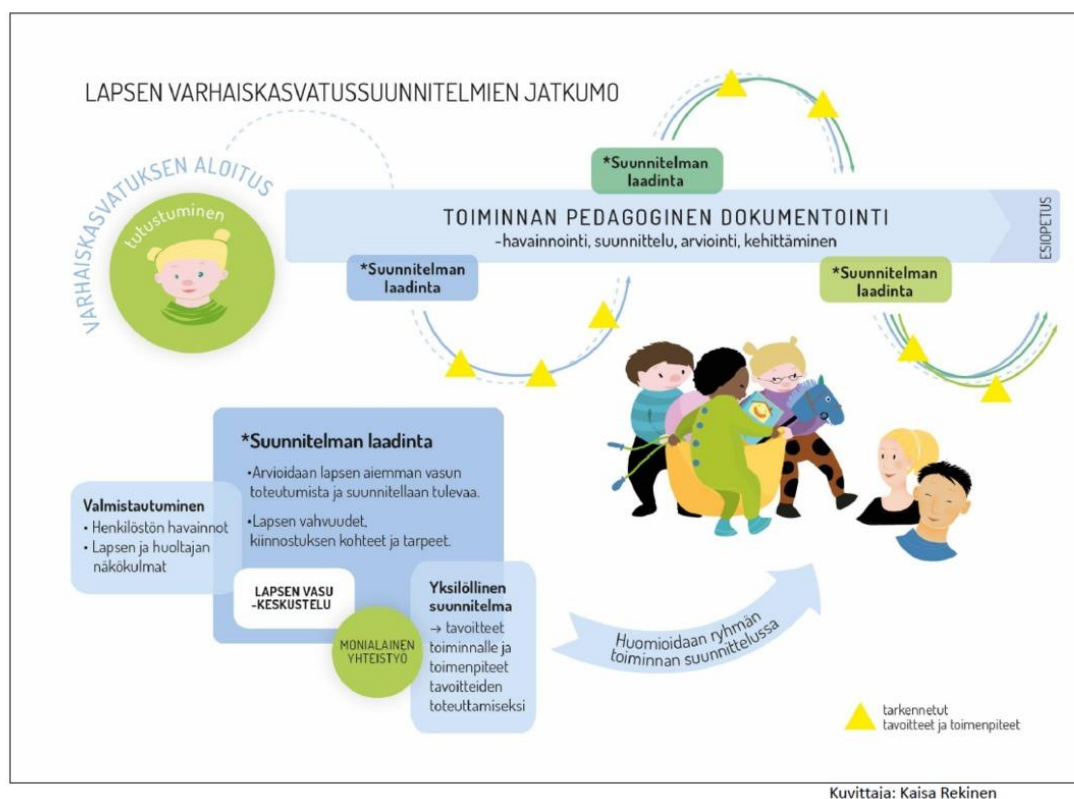 LAPSEN VARHAISKASVATUSSUUNNITELMIEN JATKUMO
VARHAISKASVATUKSEN ALOITUS
tutustuminen
*Suunnitelman
laadinta
TOIMINNAN PEDAGOGINEN DOKUMENTOINTI
-havainnointi, suunnittelu, arviointi, kehittäminen
ESIOPETUS
*Suunnitelman
laadinta
*Suunnitelman
laadinta
*Suunnitelman laadinta
•Arvioidaan lapsen aiemman vasun
toteutumista ja suunnitellaan tulevaa.
•Lapsen vahvuudet,
kiinnostuksen kohteet ja tarpeet.
Valmistautuminen
• Henkilöstön havainnot
• Lapsen ja huoltajan
näkökulmat
LAPSEN VASU
-KESKUSTELU
MONIALAINEN
YHTEISTYÖ
Yksilöllinen
suunnitelma
→ tavoitteet
toiminnalle ja
toimenpiteet
tavoitteiden
toteuttamiseksi
Huomioidaan ryhmän
toiminnan suunnittelussa
tarkennetut
tavoitteet ja toimenpiteet
Kuvittaja: Kaisa Rekinen